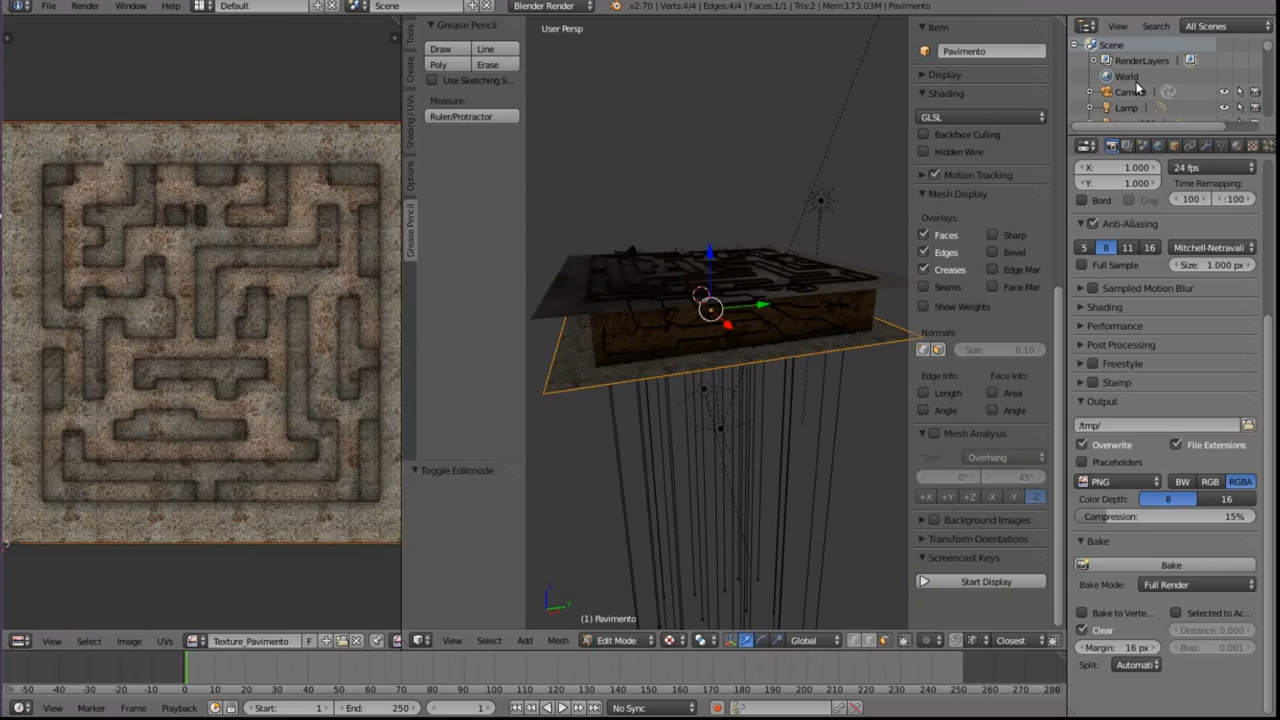 File Render Window Help Default Scene Blender Render v2.70 | Verts:4/4 | Edges:4/4 | Faces:1/1 | Tris:2 | Mem:173.03M | Pavimento
View Search All Scenes
Scene
RenderLayers
World
Lamp
Tools
Create
Shading / UVs
Options
Grease Pencil
Grease Pencil
Draw Line
Poly Erase
Use Sketching S...
Measure:
Ruler/Protractor
Toggle Editmode
User Persp
(1) Pavimento
Item
Pavimento
Display
Shading
GLSL
Backface Culling
Hidden Wire
Motion Tracking
Mesh Display
Overlays:
Faces Sharp
Edges Bevel
Creases Edge Mar
Seams Face Mar
Show Weights
Normals:
Size: 0.10
Edge Info: Face Info:
Length Area
Angle Angle
Mesh Analysis
Type: Overhang
0° 45°
+X +Y +Z -X -Y -Z
Background Images
Transform Orientations
Screencast Keys
Start Display
X: 1.000 24 fps
Y: 1.000 Time Remapping:
Bord Crop 100 :100
Anti-Aliasing
5 8 11 16 Mitchell-Netravali
Full Sample Size: 1.000 px
Sampled Motion Blur
Shading
Performance
Post Processing
Freestyle
Stamp
Output
/tmp/
Overwrite File Extensions
Placeholders
PNG BW RGB RGBA
Color Depth: 8 16
Compression: 15%
Bake
Bake
Bake Mode: Full Render
Bake to Verte... Selected to Ac...
Clear Distance: 0.000
Margin: 16 px Bias: 0.001
Split: Automati
View Select Image UVs Texture_Pavimento F
View Select Add Mesh Edit Mode Global Closest
-50 -40 -30 -20 -10 0 10 20 30 40 50 60 70 80 90 100 110 120 130 140 150 160 170 180 190 200 210 220 230 240 250 260 270 280
View Marker Frame Playback Start: 1 End: 250 1 No Sync